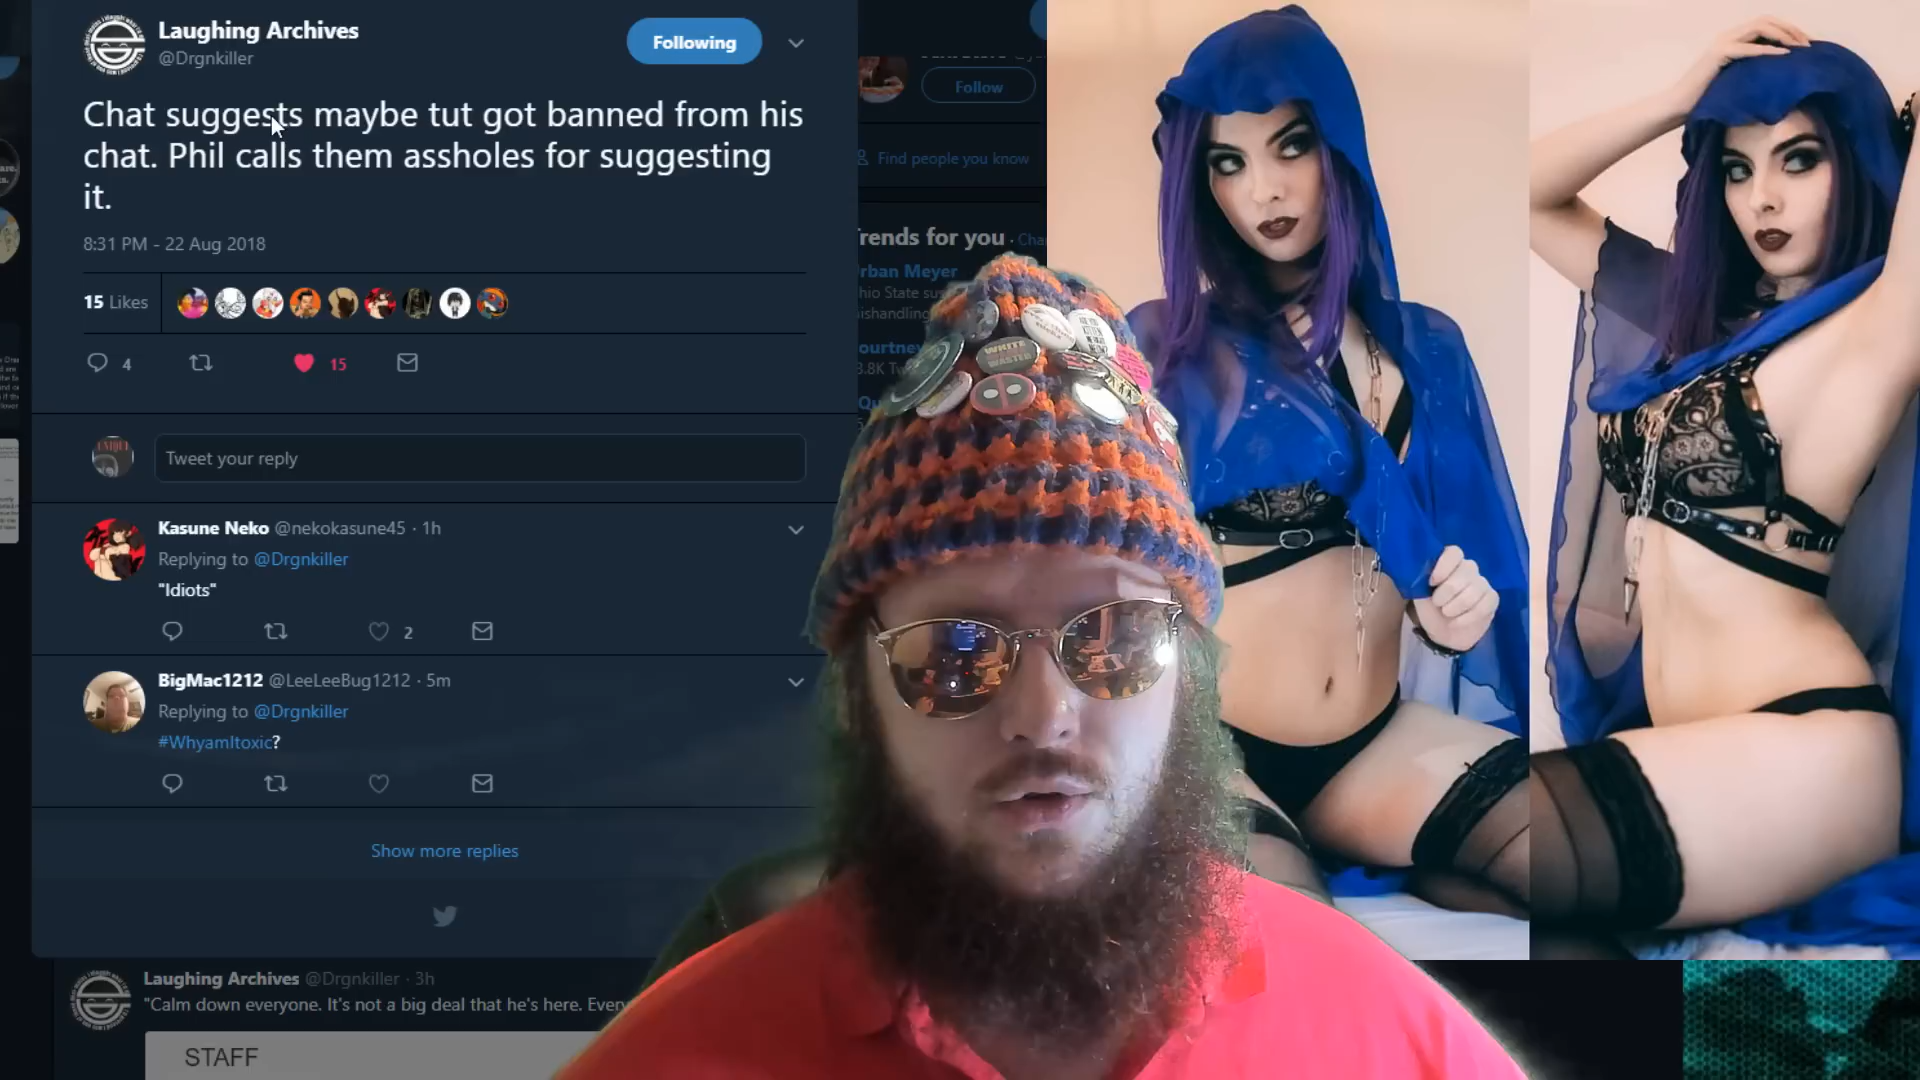 Laughing Archives
@Drgnkiller
Following
Chat suggests maybe tut got banned from his
chat. Phil calls them assholes for suggesting
it.
8:31 PM - 22 Aug 2018
15 Likes
4
15
Tweet your reply
Kasune Neko @nekokasune45 · 1h
Replying to @Drgnkiller
"Idiots"
2
BigMac1212 @LeeLeeBug1212 · 5m
Replying to @Drgnkiller
#WhyamItoxic?
Show more replies
Laughing Archives @Drgnkiller · 3h
"Calm down everyone. It's not a big deal that he's here. Every
STAFF
Follow
Find people you know
Trends for you ·
Urban Meyer
WHITE